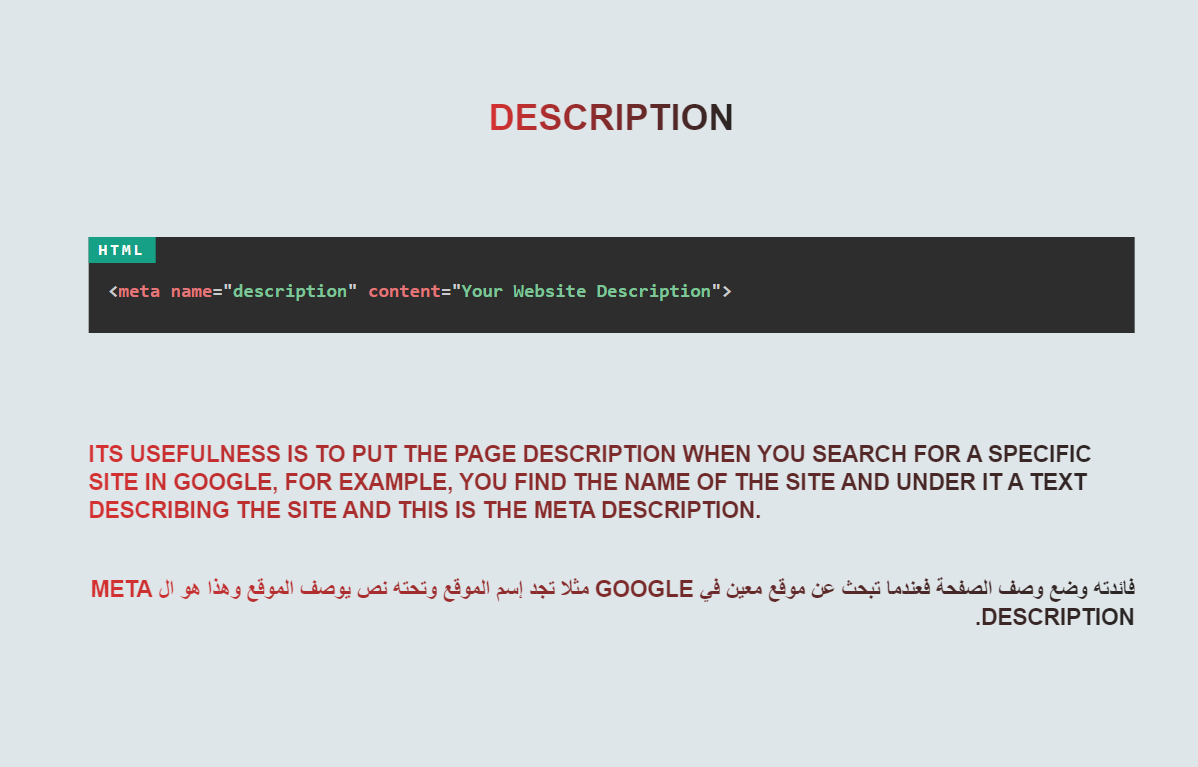 DESCRIPTION
HTML
<meta name="description" content="Your Website Description">
ITS USEFULNESS IS TO PUT THE PAGE DESCRIPTION WHEN YOU SEARCH FOR A SPECIFIC
SITE IN GOOGLE, FOR EXAMPLE, YOU FIND THE NAME OF THE SITE AND UNDER IT A TEXT
DESCRIBING THE SITE AND THIS IS THE META DESCRIPTION.
فائدته وضع وصف الصفحة فعندما تبحث عن موقع معين في GOOGLE مثلا تجد إسم الموقع وتحته نص يوصف الموقع وهذا هو ال META
DESCRIPTION.